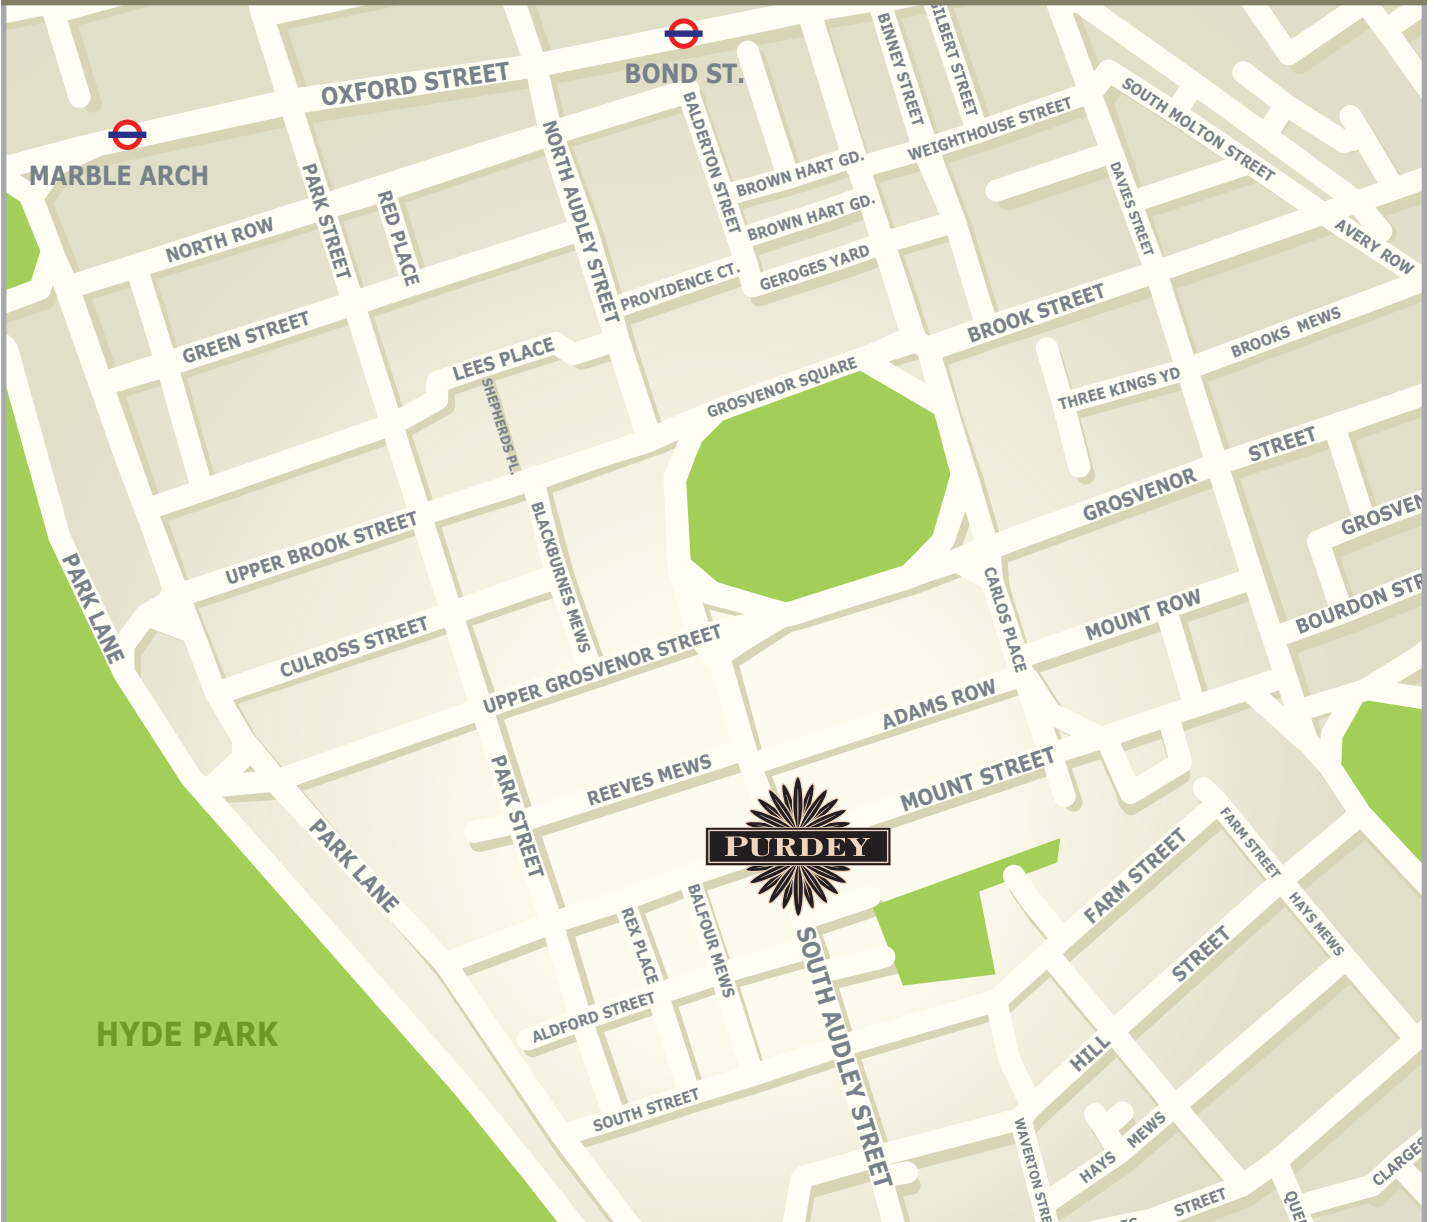 BINNEY STREET
GILBERT STREET
OXFORD STREET
BOND ST.
SOUTH MOLTON STREET
BALDERTON STREET
WEIGHTHOUSE STREET
MARBLE ARCH
NORTH AUDLEY STREET
BROWN HART GD.
PARK STREET
RED PLACE
DAVIES STREET
BROWN HART GD.
NORTH ROW
AVERY ROW
PROVIDENCE CT.
GEROGES YARD
BROOK STREET
GREEN STREET
BROOKS MEWS
LEES PLACE
GROSVENOR SQUARE
THREE KINGS YD
SHEPHERDS PL.
GROSVENOR STREET
BLACKBURNES MEWS
GROSVEN
UPPER BROOK STREET
PARK LANE
CARLOS PLACE
BOURDON STR
MOUNT ROW
CULROSS STREET
UPPER GROSVENOR STREET
ADAMS ROW
PARK STREET
REEVES MEWS
MOUNT STREET
PURDEY
FARM STREET
PARK LANE
FARM STREET
HAYS MEWS
REX PLACE
BALFOUR MEWS
SOUTH AUDLEY STREET
HILL STREET
ALDFORD STREET
HYDE PARK
SOUTH STREET
WAVERTON STRE
HAYS MEWS
CLARGES
STREET
QUE